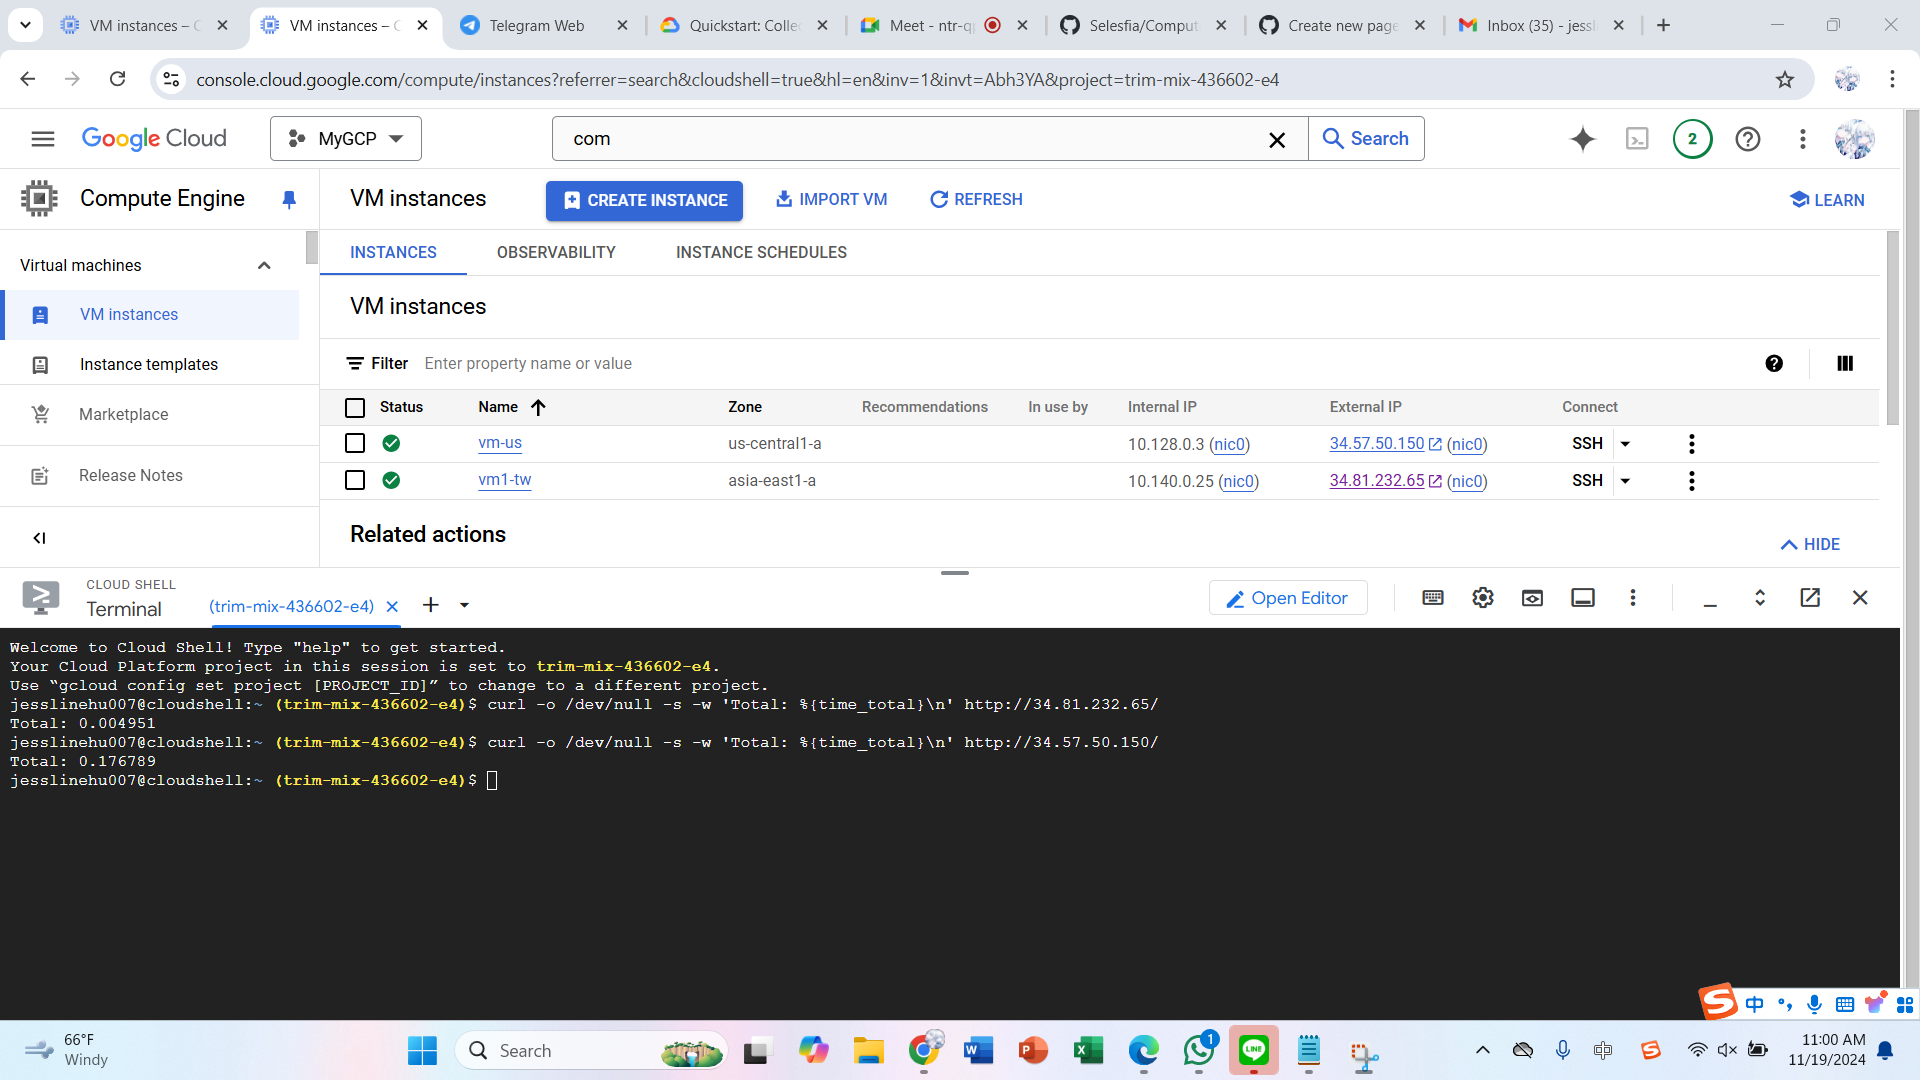 VM instances – C
VM instances – C
Telegram Web
Quickstart: Collec
Meet - ntr-qp
Selesfia/Comput
Create new page
Inbox (35) - jessl
console.cloud.google.com/compute/instances?referrer=search&cloudshell=true&hl=en&inv=1&invt=Abh3YA&project=trim-mix-436602-e4
Google Cloud
MyGCP
com
Search
2
Compute Engine
VM instances
CREATE INSTANCE
IMPORT VM
REFRESH
LEARN
Virtual machines
VM instances
Instance templates
Marketplace
Release Notes
INSTANCES OBSERVABILITY INSTANCE SCHEDULES
VM instances
Filter Enter property name or value
Status Name Zone Recommendations In use by Internal IP External IP Connect
vm-us us-central1-a 10.128.0.3 (nic0) 34.57.50.150 (nic0) SSH
vm1-tw asia-east1-a 10.140.0.25 (nic0) 34.81.232.65 (nic0) SSH
Related actions
HIDE
CLOUD SHELL
Terminal
(trim-mix-436602-e4)
Open Editor
Welcome to Cloud Shell! Type "help" to get started.
Your Cloud Platform project in this session is set to trim-mix-436602-e4.
Use “gcloud config set project [PROJECT_ID]” to change to a different project.
jesslinehu007@cloudshell:~ (trim-mix-436602-e4)$ curl -o /dev/null -s -w 'Total: %{time_total}\n' http://34.81.232.65/
Total: 0.004951
jesslinehu007@cloudshell:~ (trim-mix-436602-e4)$ curl -o /dev/null -s -w 'Total: %{time_total}\n' http://34.57.50.150/
Total: 0.176789
jesslinehu007@cloudshell:~ (trim-mix-436602-e4)$
中
66°F
Windy
Search
1
LINE
中
11:00 AM
11/19/2024